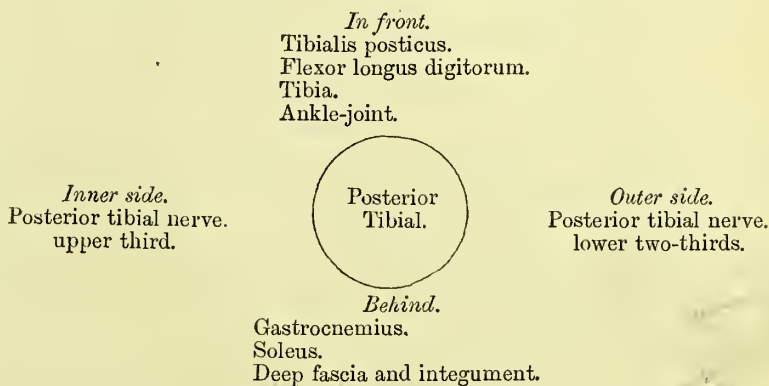 In front.
Tibialis posticus.
Flexor longus digitorum.
Tibia.
Ankle-joint.
Inner side.
Posterior tibial nerve.
upper third.
Posterior
Tibial.
Outer side.
Posterior tibial nerve.
lower two-thirds.
Behind.
Gastrocnemius.
Soleus.
Deep fascia and integument.